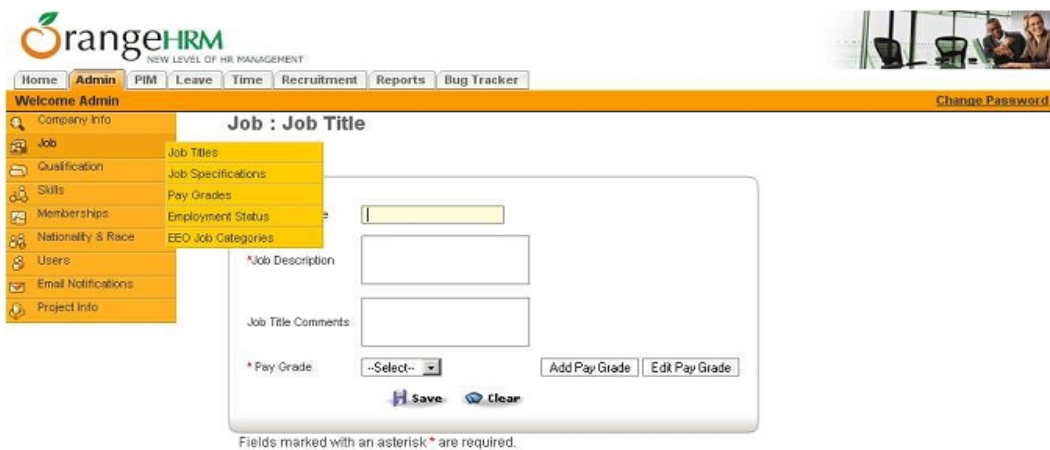 OrangeHRM
NEW LEVEL OF HR MANAGEMENT
Home Admin PIM Leave Time Recruitment Reports Bug Tracker
Welcome Admin Change Password
Company Info
Job
Qualification
Skills
Memberships
Nationality & Race
Users
Email Notifications
Project Info
Job Titles
Job Specifications
Pay Grades
Employment Status
EEO Job Categories
Job : Job Title
*Job Description
Job Title Comments
* Pay Grade --Select-- Add Pay Grade Edit Pay Grade
Save Clear
Fields marked with an asterisk * are required.